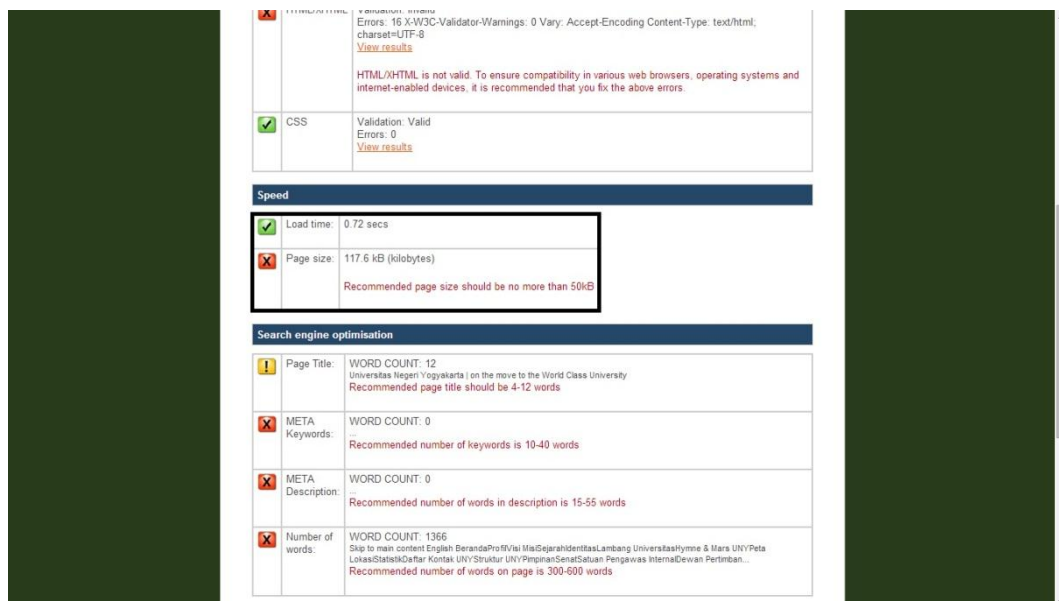 HTML/XHTML Validation: Invalid
Errors: 16 X-W3C-Validator-Warnings: 0 Vary: Accept-Encoding Content-Type: text/html;
charset=UTF-8
View results
HTML/XHTML is not valid. To ensure compatibility in various web browsers, operating systems and
internet-enabled devices, it is recommended that you fix the above errors.
CSS Validation: Valid
Errors: 0
View results
Speed
Load time: 0.72 secs
Page size: 117.6 kB (kilobytes)
Recommended page size should be no more than 50kB
Search engine optimisation
Page Title: WORD COUNT: 12
Universitas Negeri Yogyakarta | on the move to the World Class University
Recommended page title should be 4-12 words
META WORD COUNT: 0
Keywords: ...
Recommended number of keywords is 10-40 words
META WORD COUNT: 0
Description: ...
Recommended number of words in description is 15-55 words
Number of WORD COUNT: 1366
words: Skip to main content English BerandaProfilVisi MisiSejarahIdentitasLambang UniversitasHymne & Mars UNYPeta
LokasiStatistikDaftar Kontak UNYStruktur UNYPimpinanSenatSatuan Pengawas InternalDewan Pertimban...
Recommended number of words on page is 300-600 words